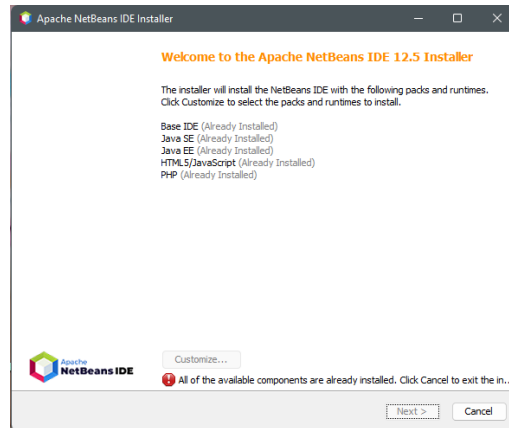 Apache NetBeans IDE Installer
Welcome to the Apache NetBeans IDE 12.5 Installer
The installer will install the NetBeans IDE with the following packs and runtimes.
Click Customize to select the packs and runtimes to install.
Base IDE (Already Installed)
Java SE (Already Installed)
Java EE (Already Installed)
HTML5/JavaScript (Already Installed)
PHP (Already Installed)
Apache
NetBeans IDE
Customize...
All of the available components are already installed. Click Cancel to exit the in..
Next >
Cancel